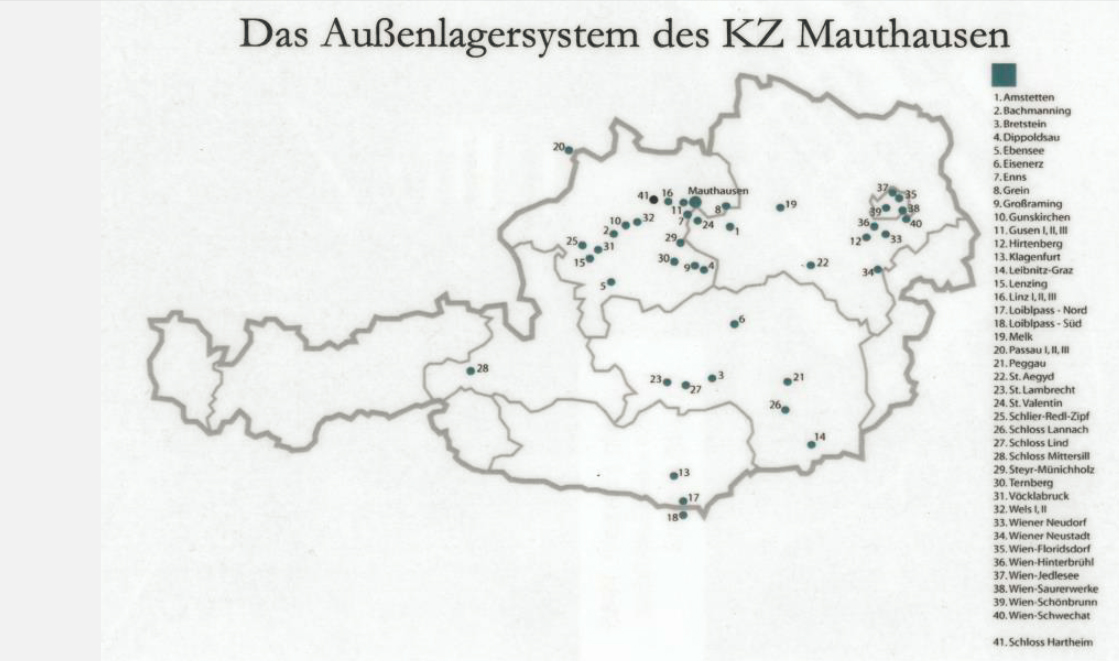 Das Außenlagersystem des KZ Mauthausen
1. Amstetten
2. Bachmanning
3. Bretstein
4. Dippoldsau
5. Ebensee
6. Eisenerz
7. Enns
8. Grein
9. Großraming
10. Gunskirchen
11. Gusen I, II, III
12. Hirtenberg
13. Klagenfurt
14. Leibnitz-Graz
15. Lenzing
16. Linz I, II, III
17. Loiblpass - Nord
18. Loiblpass - Süd
19. Melk
20. Passau I, II, III
21. Peggau
22. St. Aegyd
23. St. Lambrecht
24. St. Valentin
25. Schlier-Redl-Zipf
26. Schloss Lannach
27. Schloss Lind
28. Schloss Mittersill
29. Steyr-Münichholz
30. Ternberg
31. Vöcklabruck
32. Wels I, II
33. Wiener Neudorf
34. Wiener Neustadt
35. Wien-Floridsdorf
36. Wien-Hinterbrühl
37. Wien-Jedlesee
38. Wien-Saurerwerke
39. Wien-Schönbrunn
40. Wien-Schwechat
41. Schloss Hartheim
20
41
16
Mauthausen
11
7
8
24
1
19
37
35
39
38
40
36
12
33
34
10
32
2
25
31
15
29
30
9
4
22
5
6
28
23
27
3
21
26
14
13
17
18